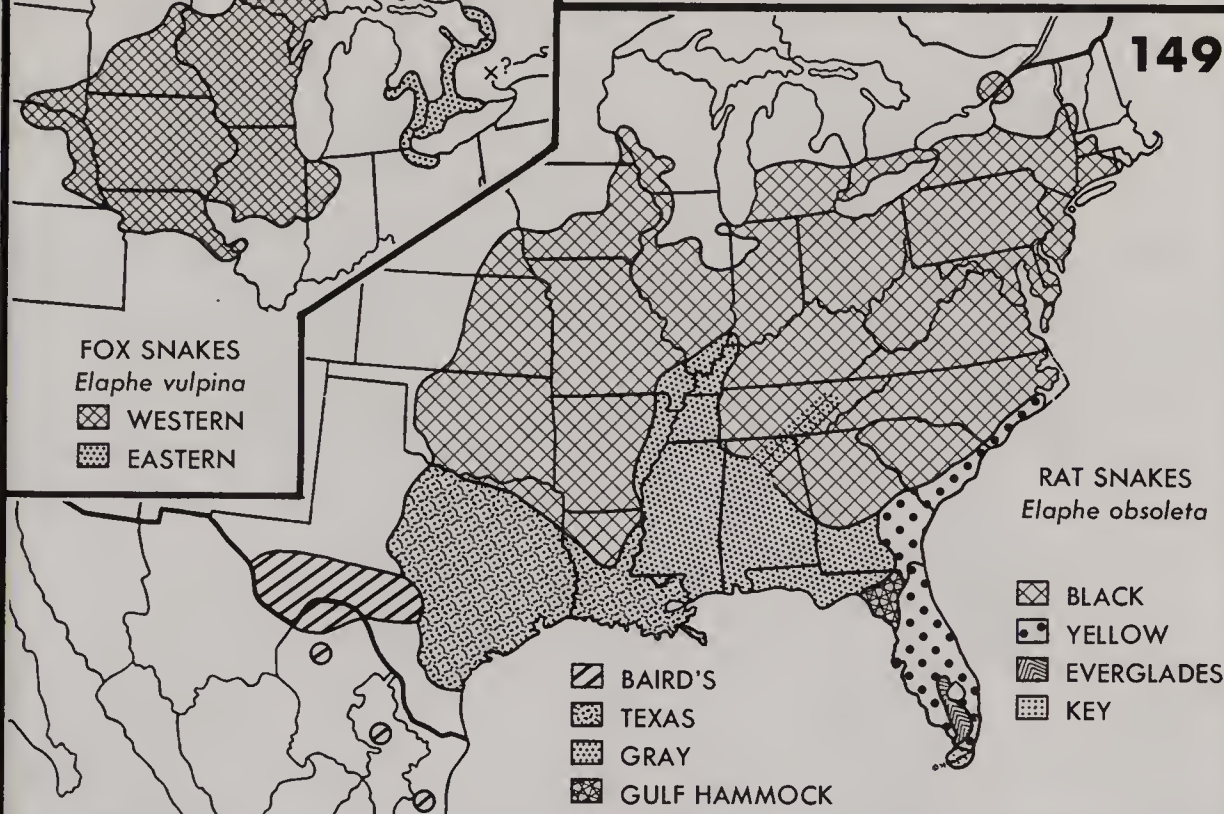 149
X?
FOX SNAKES
Elaphe vulpina
WESTERN
EASTERN
RAT SNAKES
Elaphe obsoleta
BLACK
YELLOW
EVERGLADES
KEY
BAIRD'S
TEXAS
GRAY
GULF HAMMOCK